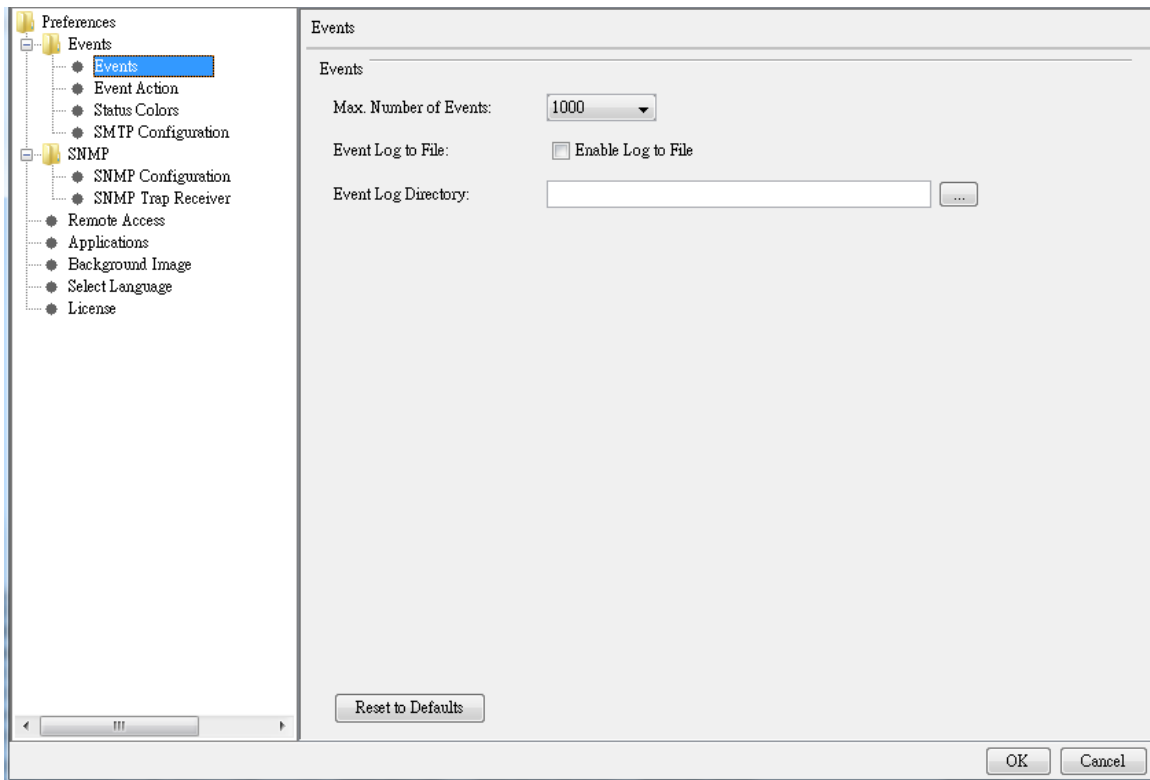 Preferences
Events
Events
Event Action
Status Colors
SMTP Configuration
SNMP
SNMP Configuration
SNMP Trap Receiver
Remote Access
Applications
Background Image
Select Language
License
Events
Events
Max. Number of Events: 1000
Event Log to File: Enable Log to File
Event Log Directory: ...
Reset to Defaults
OK Cancel